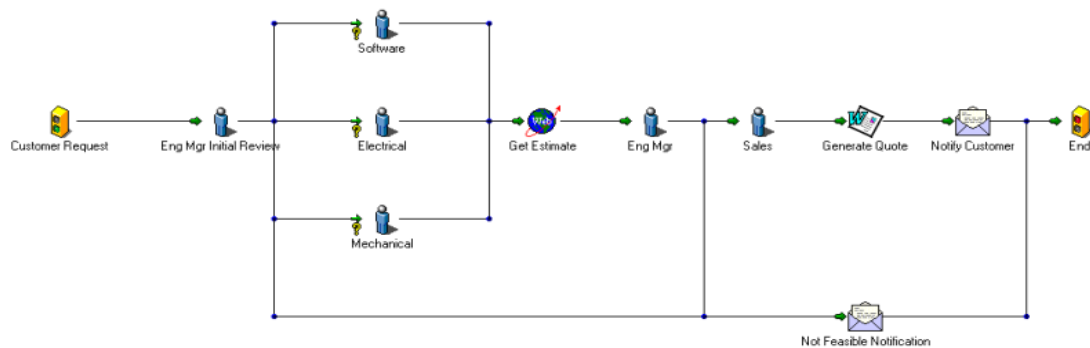 Software
Customer Request
Eng Mgr Initial Review
Electrical
Web
Get Estimate
Eng Mgr
Sales
W
Generate Quote
Notify Customer
End
Mechanical
Not Feasible Notification